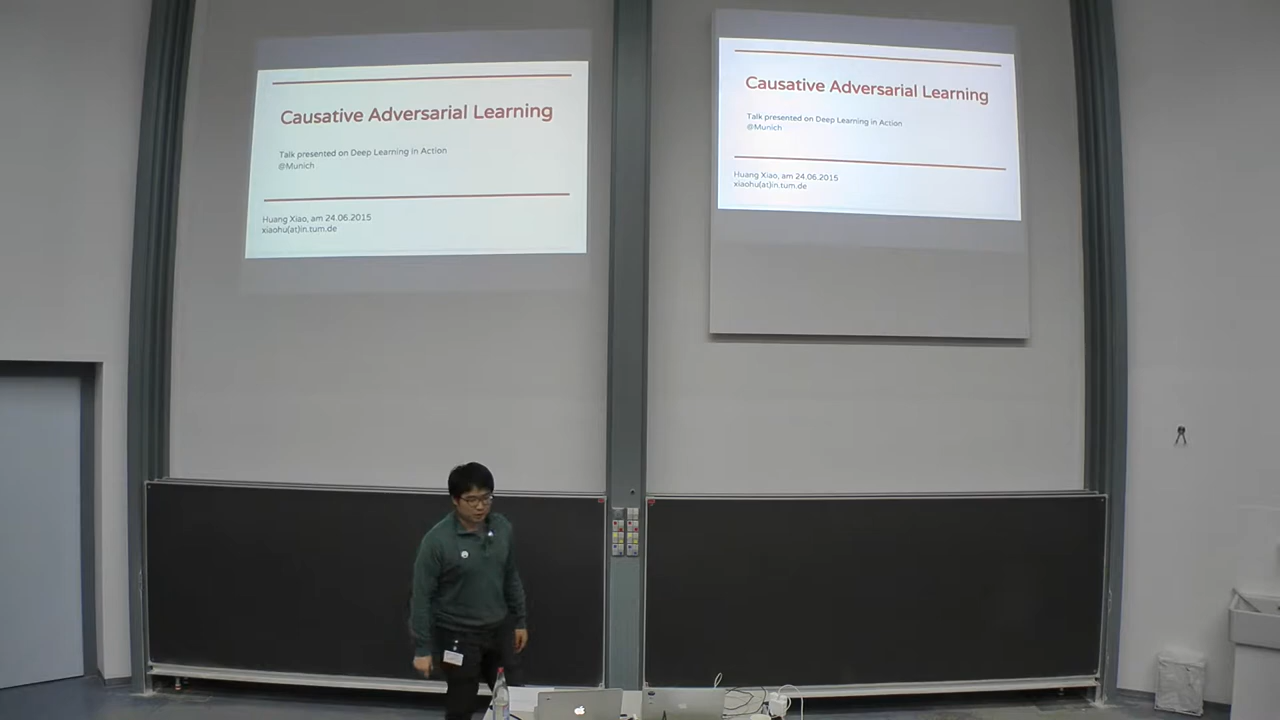 Causative Adversarial Learning
Talk presented on Deep Learning in Action
@Munich
Huang Xiao, am 24.06.2015
xiaohu(at)in.tum.de
Causative Adversarial Learning
Talk presented on Deep Learning in Action
@Munich
Huang Xiao, am 24.06.2015
xiaohu(at)in.tum.de